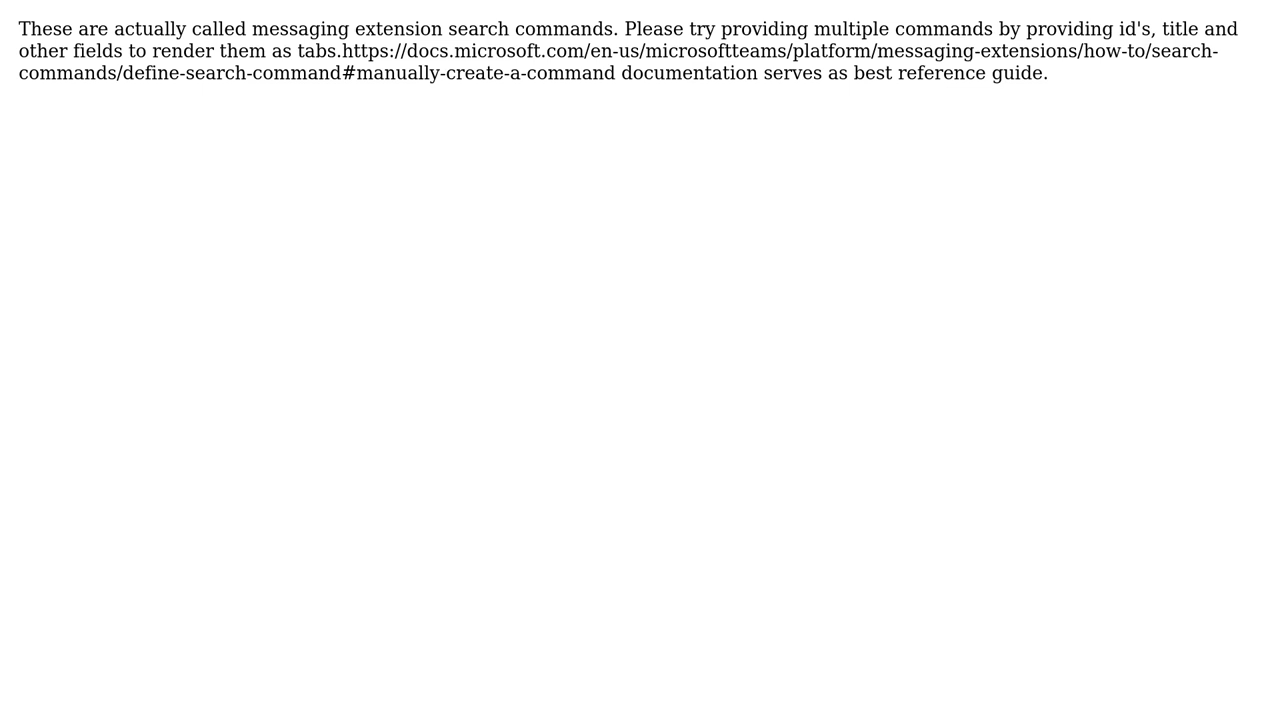 These are actually called messaging extension search commands. Please try providing multiple commands by providing id's, title and
other fields to render them as tabs.https://docs.microsoft.com/en-us/microsoftteams/platform/messaging-extensions/how-to/search-
commands/define-search-command#manually-create-a-command documentation serves as best reference guide.